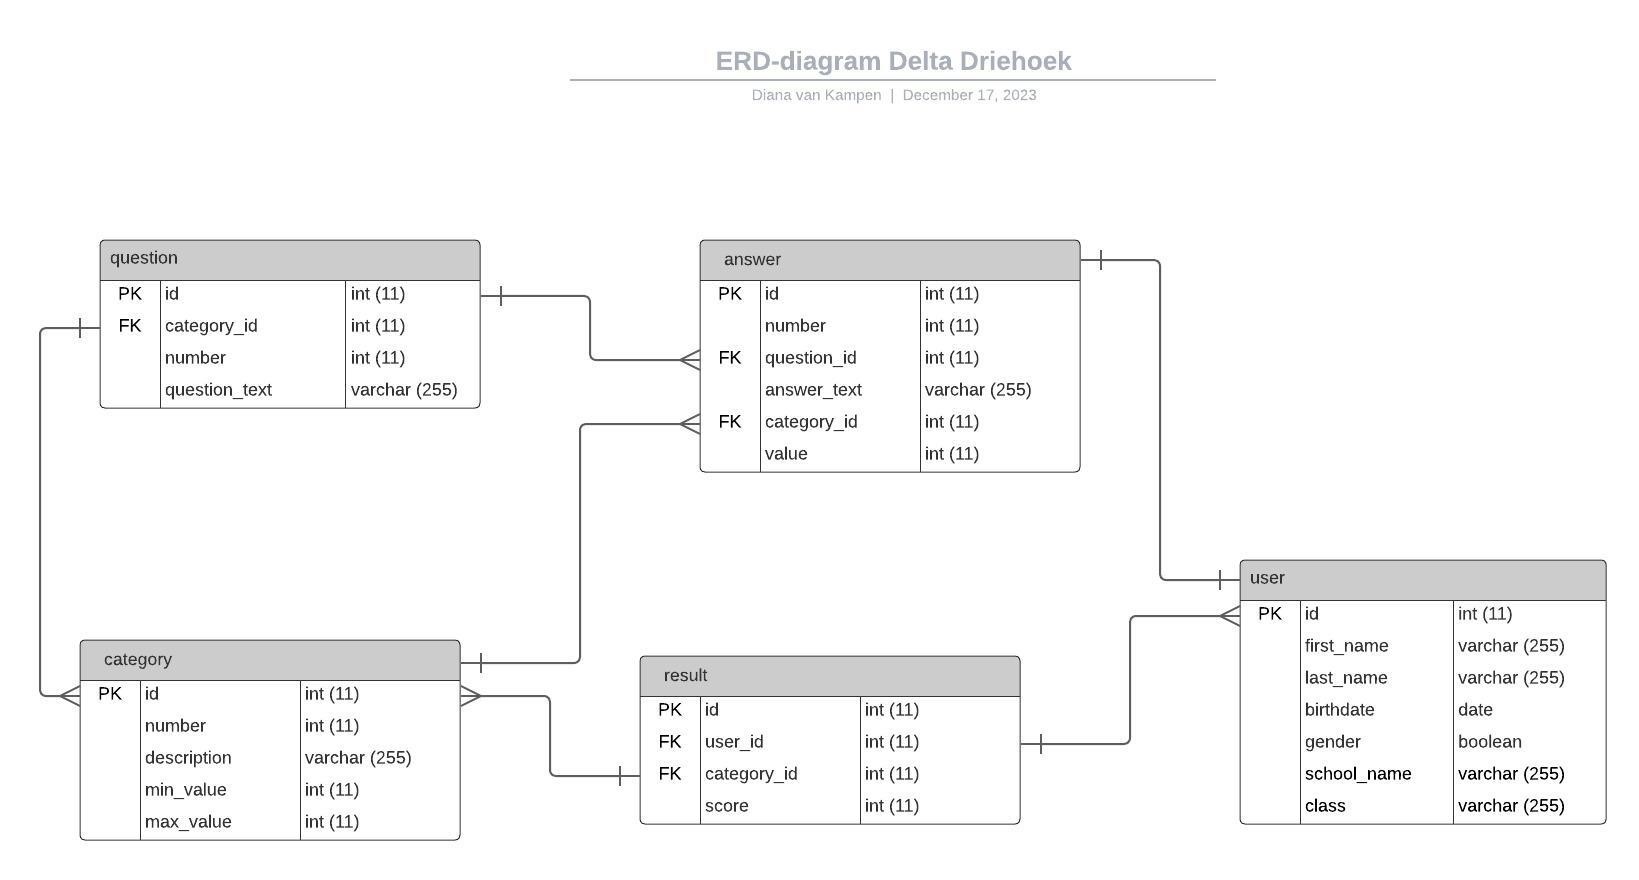 ERD-diagram Delta Driehoek
Diana van Kampen | December 17, 2023
question
PK id int (11)
FK category_id int (11)
number int (11)
question_text varchar (255)
answer
PK id int (11)
number int (11)
FK question_id int (11)
answer_text varchar (255)
FK category_id int (11)
value int (11)
category
PK id int (11)
number int (11)
description varchar (255)
min_value int (11)
max_value int (11)
result
PK id int (11)
FK user_id int (11)
FK category_id int (11)
score int (11)
user
PK id int (11)
first_name varchar (255)
last_name varchar (255)
birthdate date
gender boolean
school_name varchar (255)
class varchar (255)